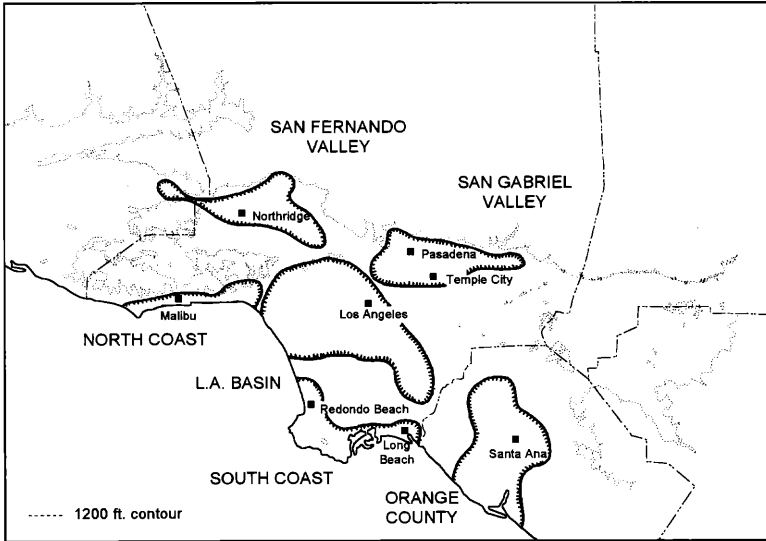 SAN FERNANDO
VALLEY
SAN GABRIEL
VALLEY
Northridge
Pasadena
Temple City
Malibu
Los Angeles
NORTH COAST
L.A. BASIN
Redondo Beach
Long
Beach
Santa Ana
SOUTH COAST
ORANGE
COUNTY
1200 ft. contour